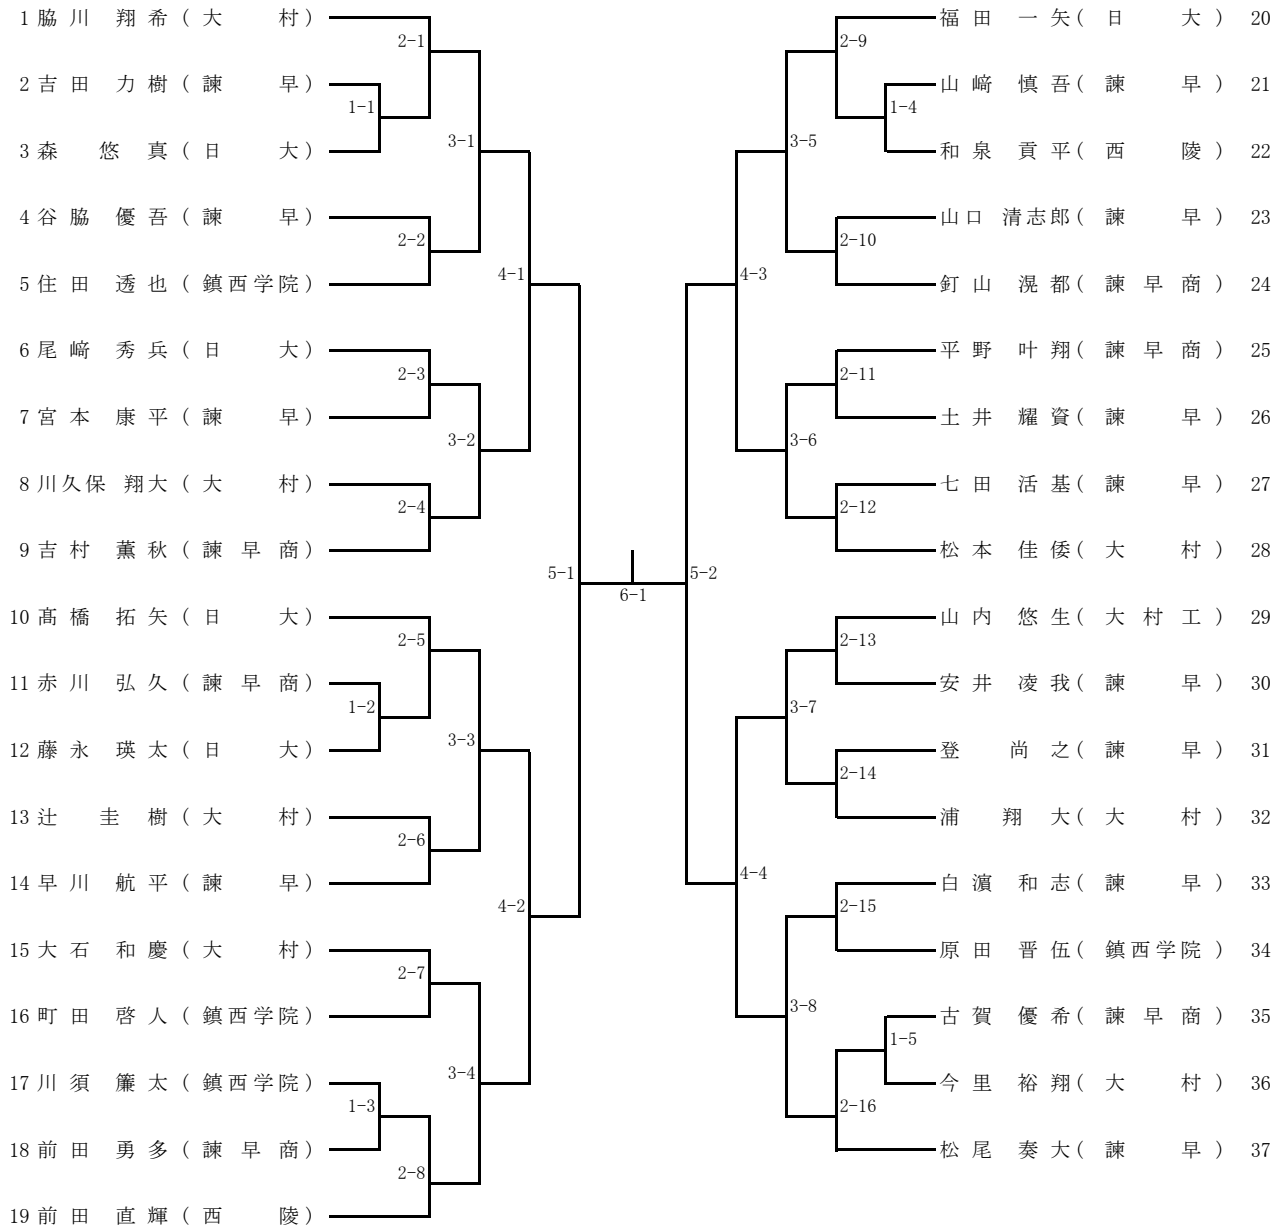 1 脇川 翔希 (大村)
2-1
2 吉田 力樹 (諫早)
1-1
3 森 悠真 (日大)
3-1
4 谷脇 優吾 (諫早)
2-2
5 住田 透也 (鎮西学院)
4-1
6 尾﨑 秀兵 (日大)
2-3
7 宮本 康平 (諫早)
3-2
8 川久保 翔大 (大村)
2-4
9 吉村 薫秋 (諫早商)
5-1
10 髙橋 拓矢 (日大)
2-5
11 赤川 弘久 (諫早商)
1-2
12 藤永 瑛太 (日大)
3-3
13 辻 圭樹 (大村)
2-6
14 早川 航平 (諫早)
4-2
15 大石 和慶 (大村)
2-7
16 町田 啓人 (鎮西学院)
3-4
17 川須 簾太 (鎮西学院)
1-3
18 前田 勇多 (諫早商)
2-8
19 前田 直輝 (西陵)
6-1
福田 一矢 (日大) 20
2-9
山﨑 慎吾 (諫早) 21
1-4
和泉 貢平 (西陵) 22
3-5
山口 清志郎 (諫早) 23
2-10
釘山 滉都 (諫早商) 24
4-3
平野 叶翔 (諫早商) 25
2-11
土井 耀資 (諫早) 26
3-6
七田 活基 (諫早) 27
2-12
松本 佳倭 (大村) 28
5-2
山内 悠生 (大村工) 29
2-13
安井 凌我 (諫早) 30
3-7
登 尚之 (諫早) 31
2-14
浦 翔大 (大村) 32
4-4
白濵 和志 (諫早) 33
2-15
原田 晋伍 (鎮西学院) 34
3-8
古賀 優希 (諫早商) 35
1-5
今里 裕翔 (大村) 36
2-16
松尾 奏大 (諫早) 37